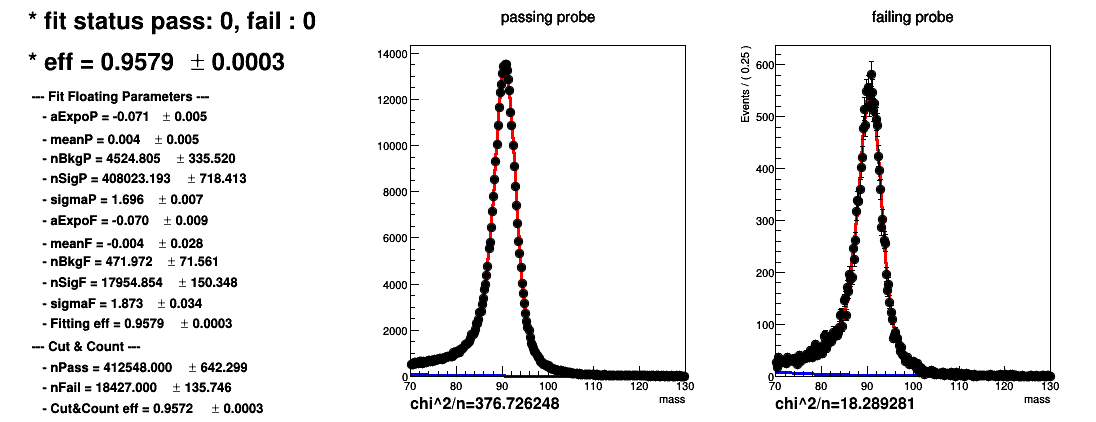 * fit status pass: 0, fail : 0
* eff = 0.9579 ± 0.0003
--- Fit Floating Parameters ---
- aExpoP = -0.071 ± 0.005
- meanP = 0.004 ± 0.005
- nBkgP = 4524.805 ± 335.520
- nSigP = 408023.193 ± 718.413
- sigmaP = 1.696 ± 0.007
- aExpoF = -0.070 ± 0.009
- meanF = -0.004 ± 0.028
- nBkgF = 471.972 ± 71.561
- nSigF = 17954.854 ± 150.348
- sigmaF = 1.873 ± 0.034
- Fitting eff = 0.9579 ± 0.0003
--- Cut & Count ---
- nPass = 412548.000 ± 642.299
- nFail = 18427.000 ± 135.746
- Cut&Count eff = 0.9572 ± 0.0003
passing probe
14000
12000
10000
8000
6000
4000
2000
0
70 80 90 100 110 120 130
mass
chi^2/n=376.726248
failing probe
Events / ( 0.25 )
600
500
400
300
200
100
0
70 80 90 100 110 120 130
mass
chi^2/n=18.289281